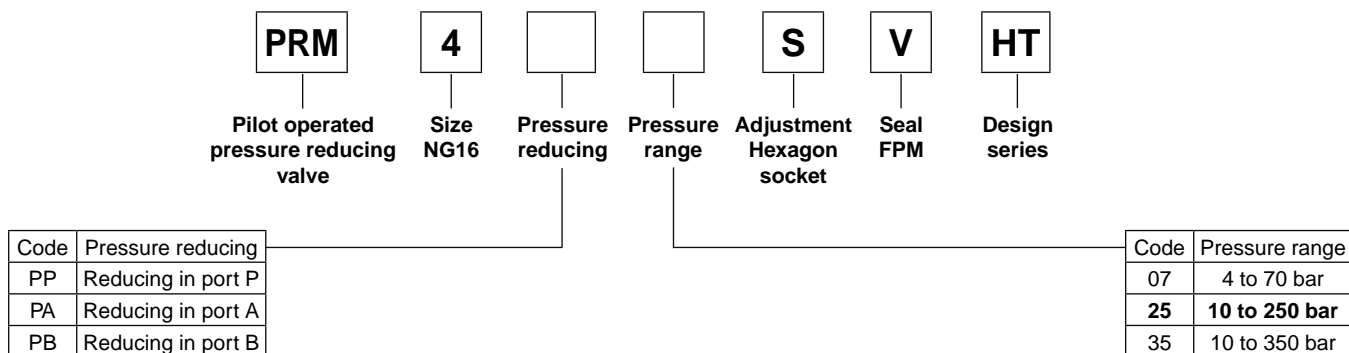 PRM 4 S V HT
Pilot operated pressure reducing valve
Size NG16
Pressure reducing
Pressure range
Adjustment Hexagon socket
Seal FPM
Design series
Code Pressure reducing
PP Reducing in port P
PA Reducing in port A
PB Reducing in port B
Code Pressure range
07 4 to 70 bar
25 10 to 250 bar
35 10 to 350 bar